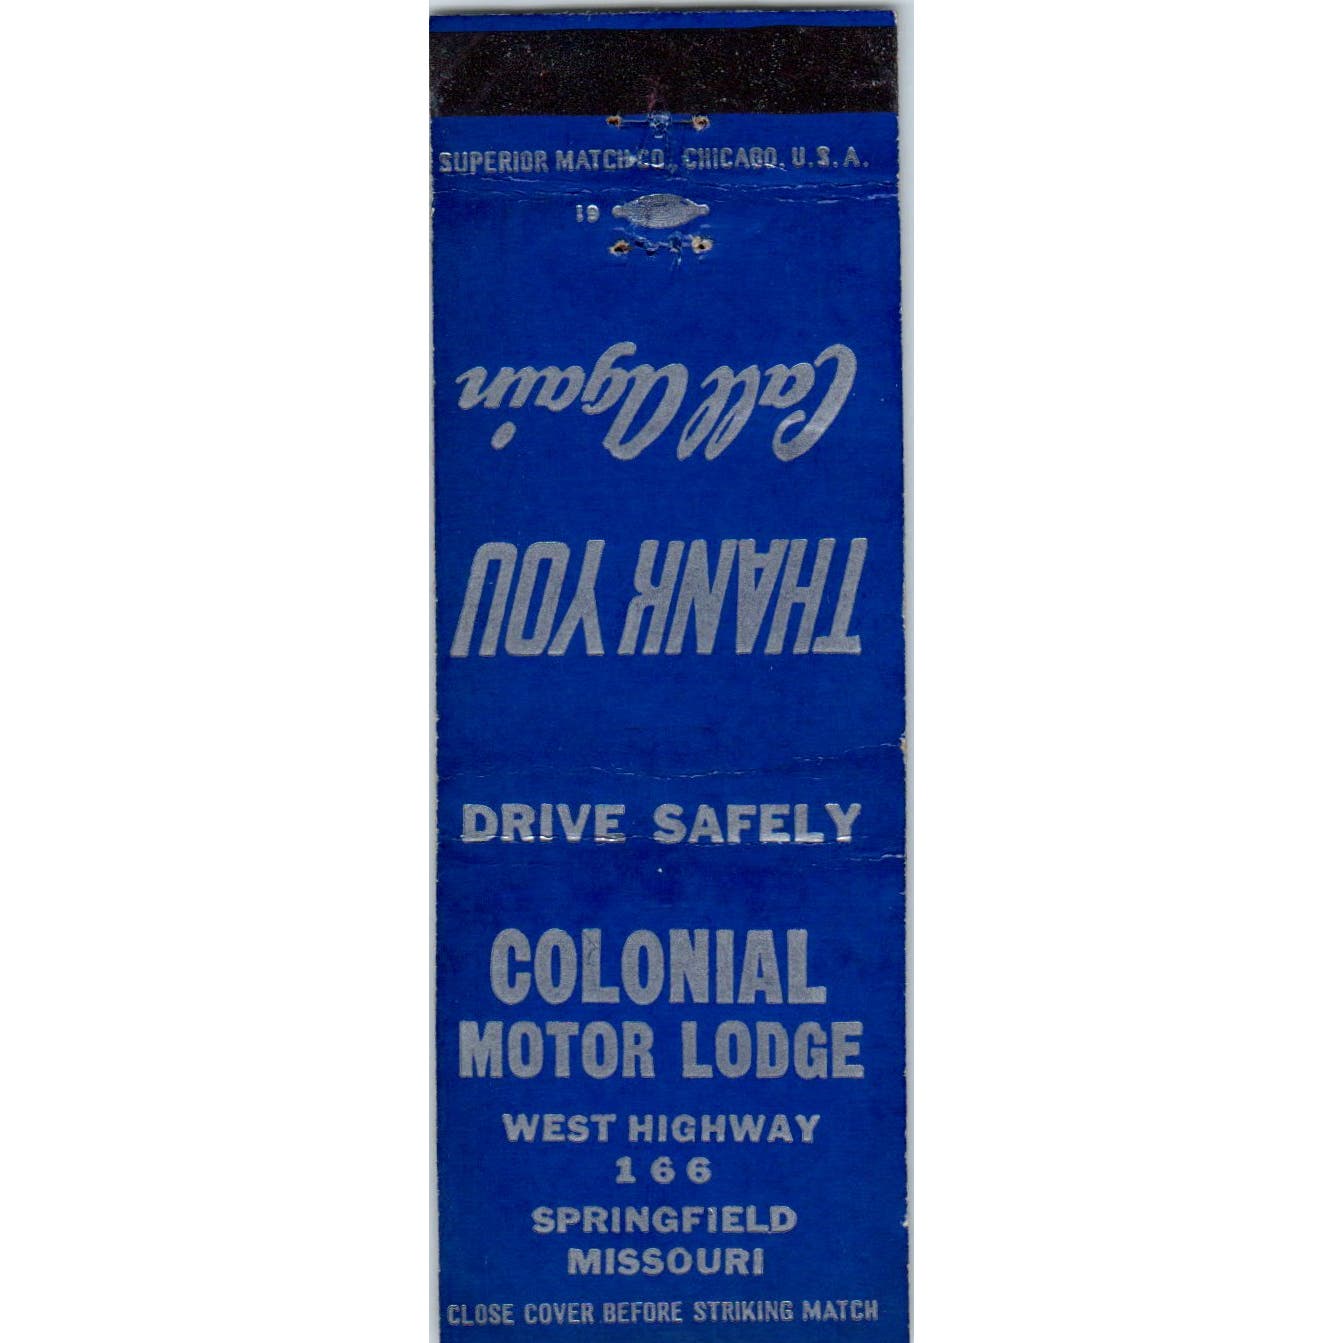 SUPERIOR MATCH CO., CHICAGO, U.S.A.
19
Call Again
THANK YOU
DRIVE SAFELY
COLONIAL
MOTOR LODGE
WEST HIGHWAY
166
SPRINGFIELD
MISSOURI
CLOSE COVER BEFORE STRIKING MATCH